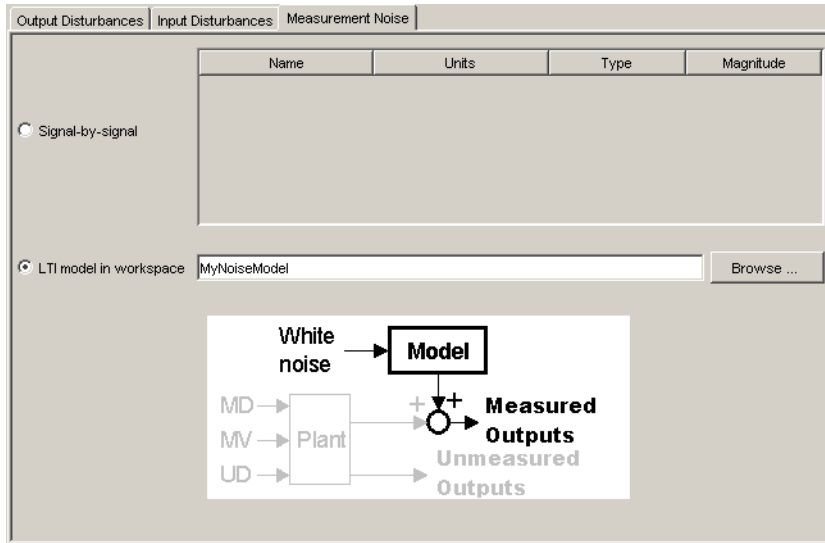 Output Disturbances Input Disturbances Measurement Noise
Name Units Type Magnitude
Signal-by-signal
LTI model in workspace MyNoiseModel Browse ...
White
noise
Model
MD
MV
UD
Plant
+ +
Measured
Outputs
Unmeasured
Outputs